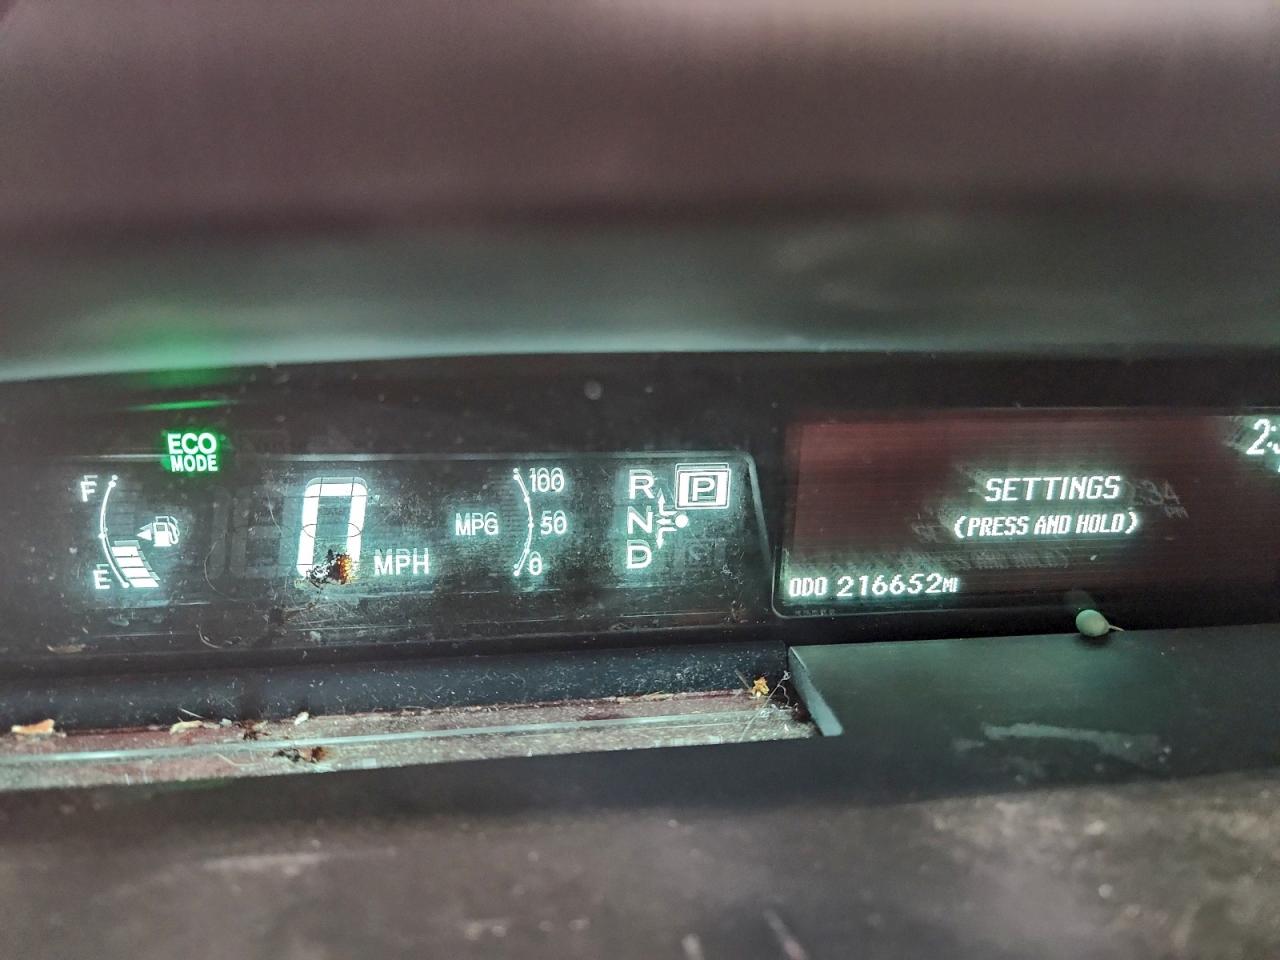 ECO
MODE
F
E
0
MPH
MPG
100
50
0
R
N
D
P
SETTINGS
(PRESS AND HOLD)
ODO 216652MI